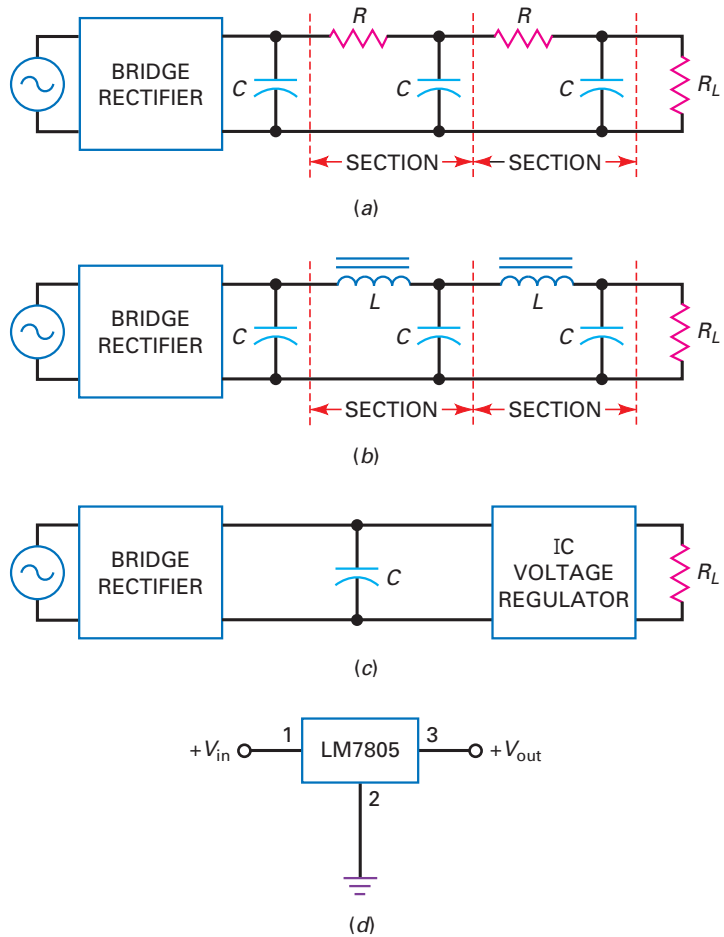 R R
BRIDGE
RECTIFIER
C C C R_L
SECTION SECTION
(a)
BRIDGE
RECTIFIER
L L
C C C R_L
SECTION SECTION
(b)
BRIDGE
RECTIFIER
C
IC
VOLTAGE
REGULATOR
R_L
(c)
+V_in 1 LM7805 3 +V_out
2
(d)